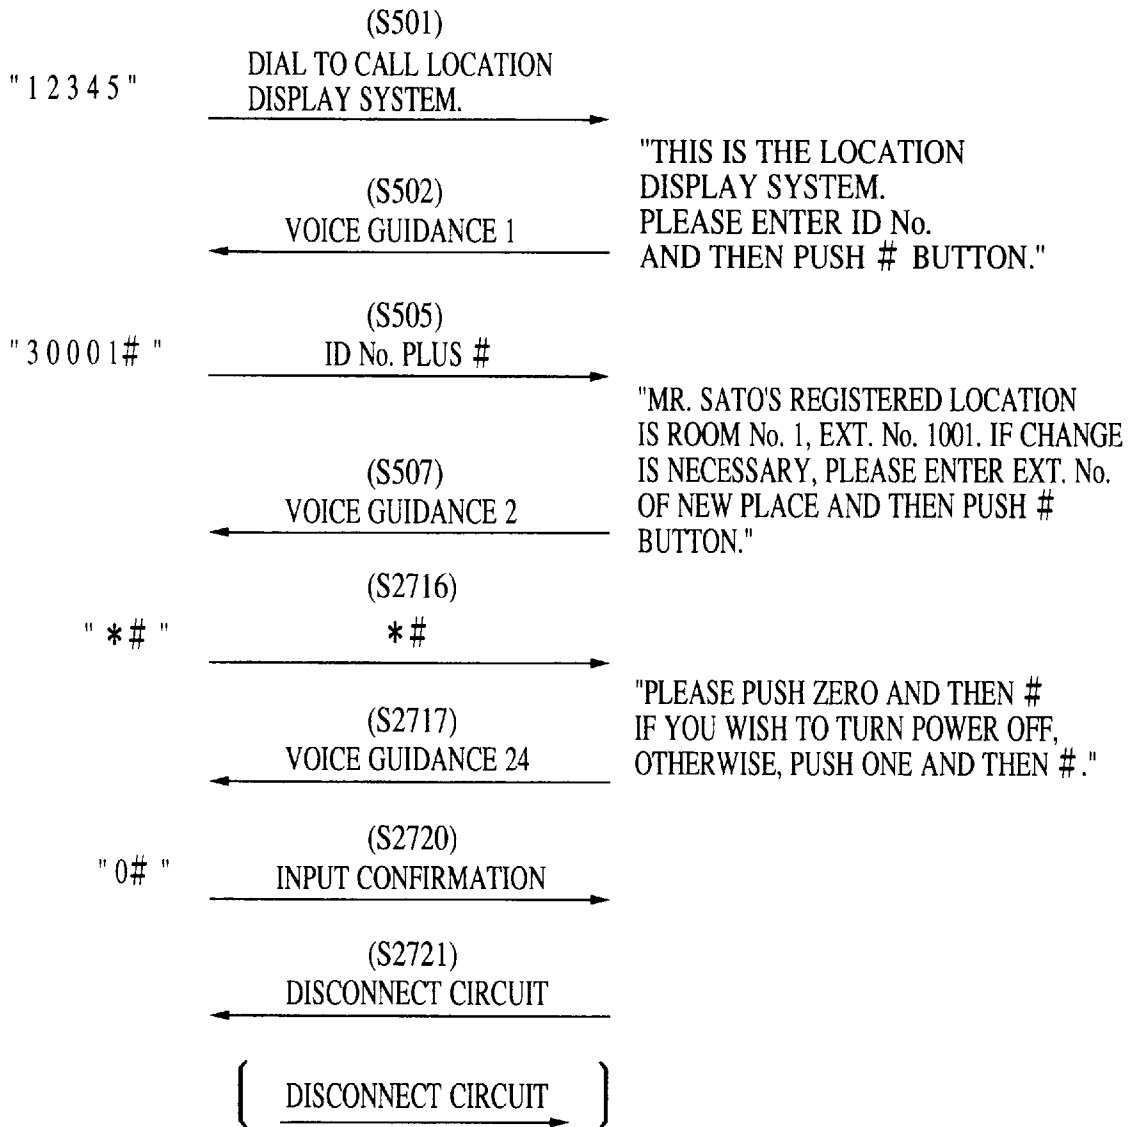 (S501)
"12345"
DIAL TO CALL LOCATION
DISPLAY SYSTEM.
"THIS IS THE LOCATION
DISPLAY SYSTEM.
PLEASE ENTER ID No.
AND THEN PUSH # BUTTON."
(S502)
VOICE GUIDANCE 1
(S505)
"30001# "
ID No. PLUS #
"MR. SATO'S REGISTERED LOCATION
IS ROOM No. 1, EXT. No. 1001. IF CHANGE
IS NECESSARY, PLEASE ENTER EXT. No.
OF NEW PLACE AND THEN PUSH #
BUTTON."
(S507)
VOICE GUIDANCE 2
(S2716)
" *# "
*#
"PLEASE PUSH ZERO AND THEN #
IF YOU WISH TO TURN POWER OFF,
OTHERWISE, PUSH ONE AND THEN # ."
(S2717)
VOICE GUIDANCE 24
(S2720)
" 0# "
INPUT CONFIRMATION
(S2721)
DISCONNECT CIRCUIT
( DISCONNECT CIRCUIT )